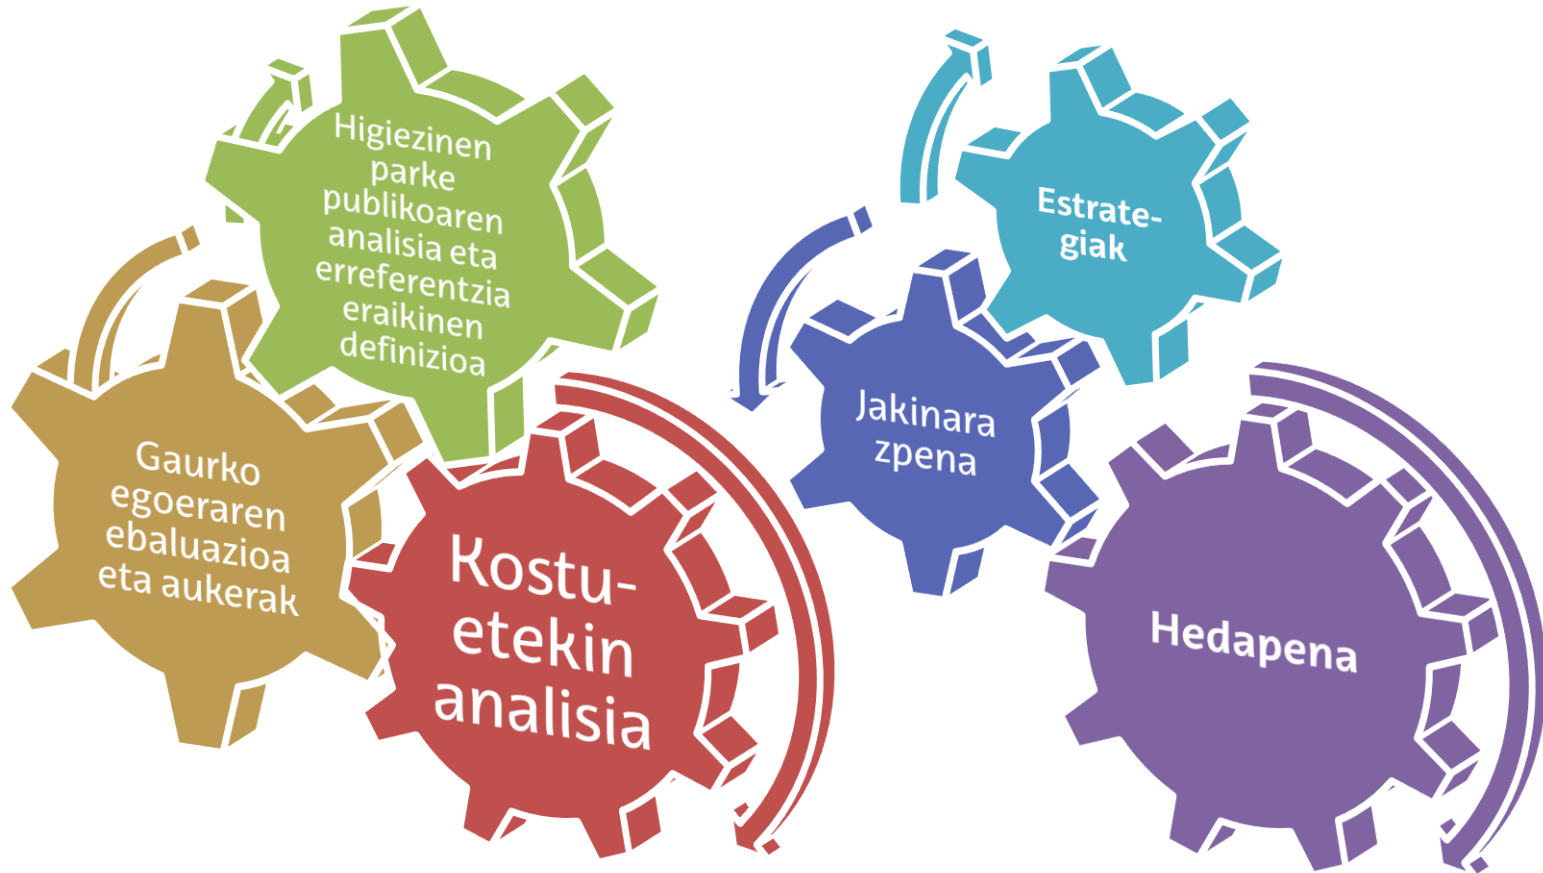 Higiezinen
parke
publikoaren
analisia eta
erreferentzia
eraikinen
definizioa
Gaurko
egoeraren
ebaluazioa
eta aukerak
Kostu-
etekin
analisia
Estrate-
giak
Jakinara
zpena
Hedapena